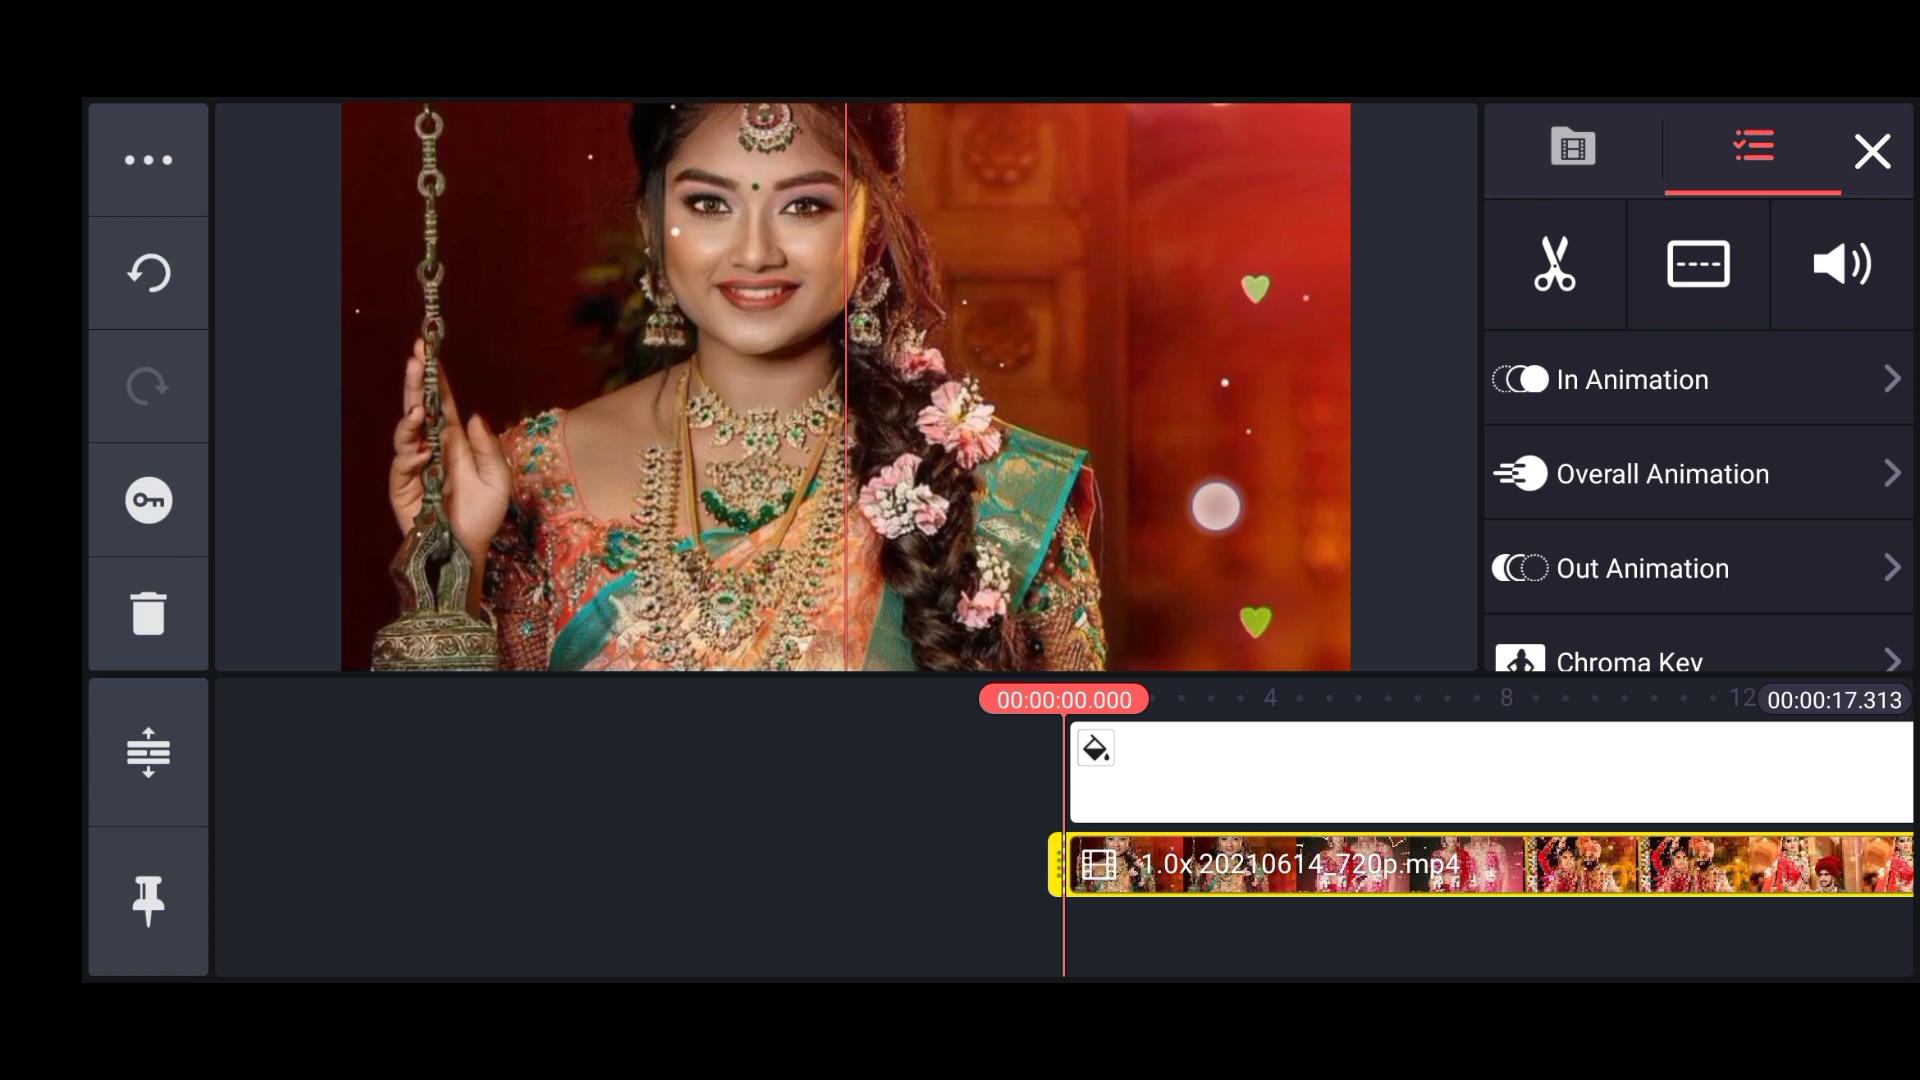 In Animation
Overall Animation
Out Animation
Chroma Key
00:00:00.000
4
8
12
00:00:17.313
1.0x 20210614_720p.mp4